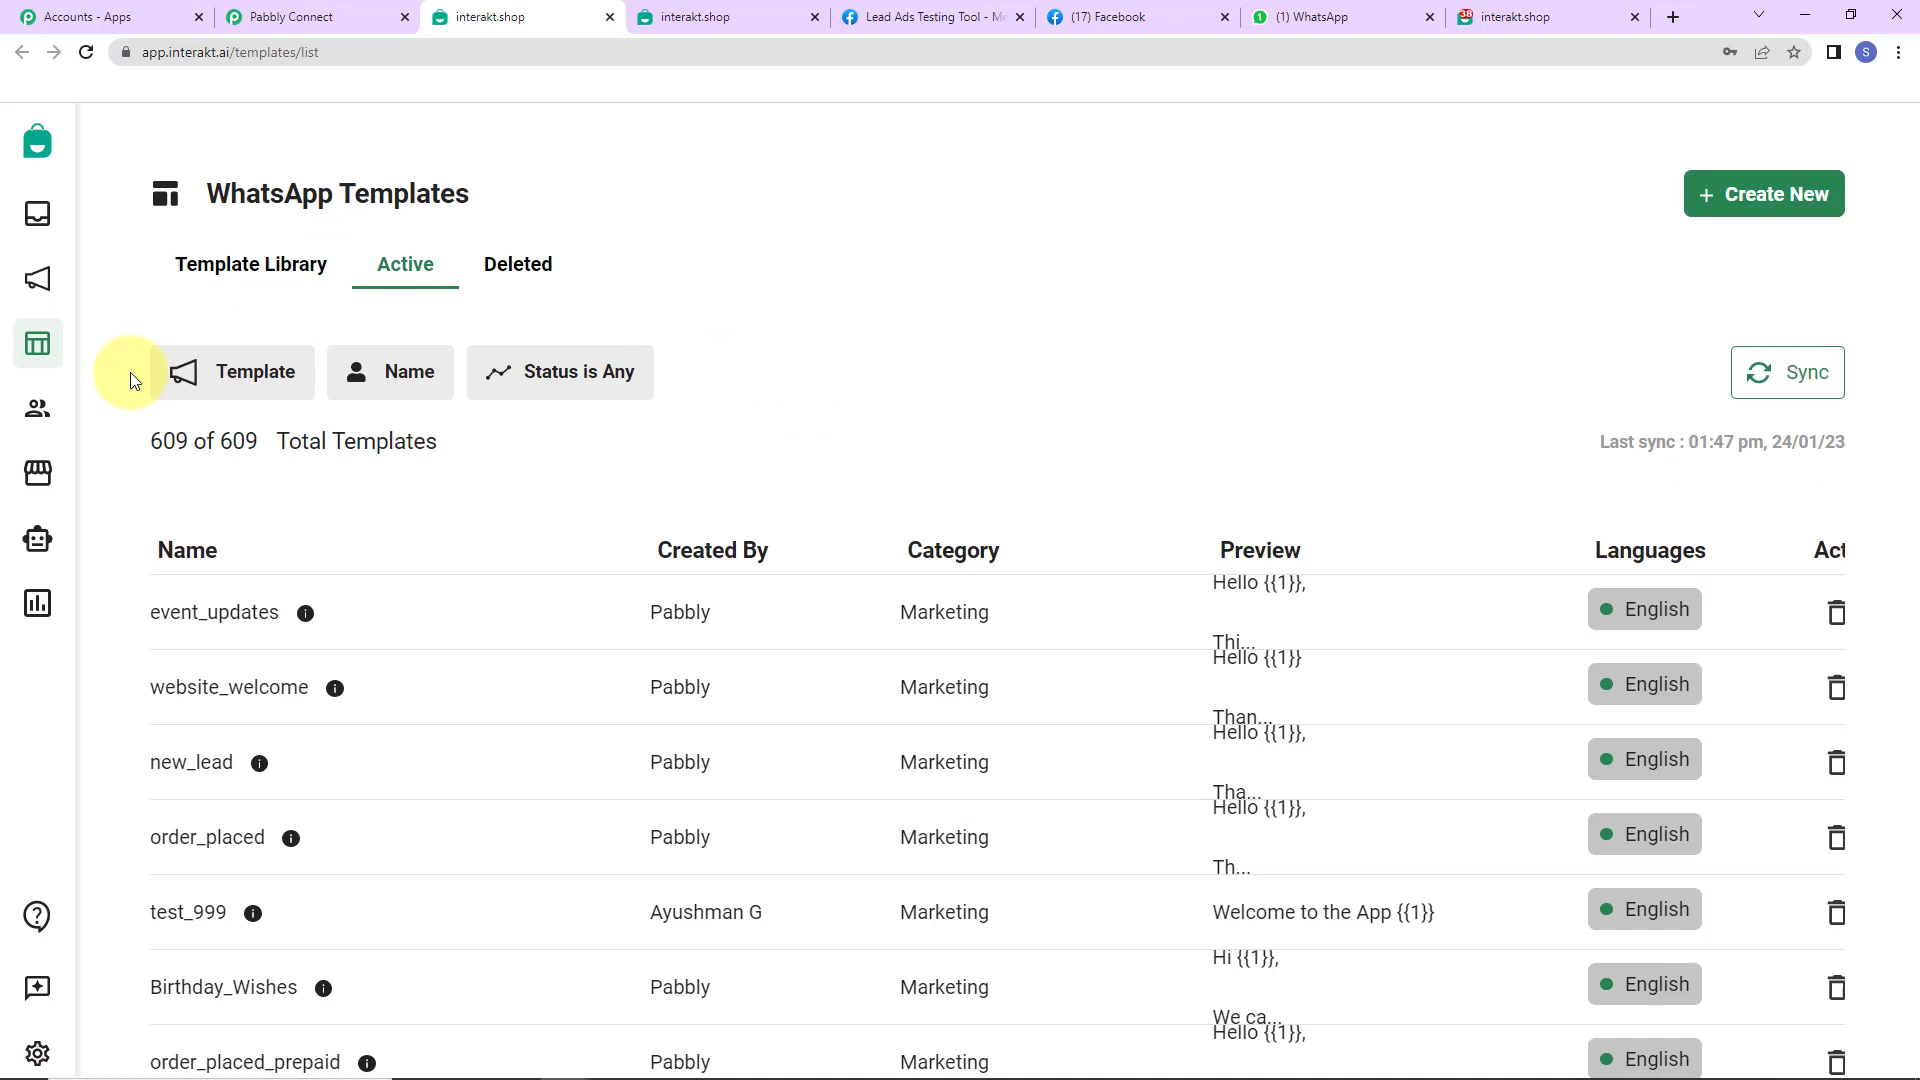 Accounts - Apps
Pabbly Connect
interakt.shop
interakt.shop
Lead Ads Testing Tool - Me
(17) Facebook
(1) WhatsApp
interakt.shop
app.interakt.ai/templates/list
S
WhatsApp Templates
+ Create New
Template Library
Active
Deleted
Template
Name
Status is Any
Sync
609 of 609 Total Templates
Last sync : 01:47 pm, 24/01/23
Name Created By Category Preview Languages Act
event_updates Pabbly Marketing Hello {{1}}, English
Thi...
website_welcome Pabbly Marketing Hello {{1}} English
Than...
new_lead Pabbly Marketing Hello {{1}}, English
Tha...
order_placed Pabbly Marketing Hello {{1}}, English
Th...
test_999 Ayushman G Marketing Welcome to the App {{1}} English
Birthday_Wishes Pabbly Marketing Hi {{1}}, English
We ca...
order_placed_prepaid Pabbly Marketing Hello {{1}}, English